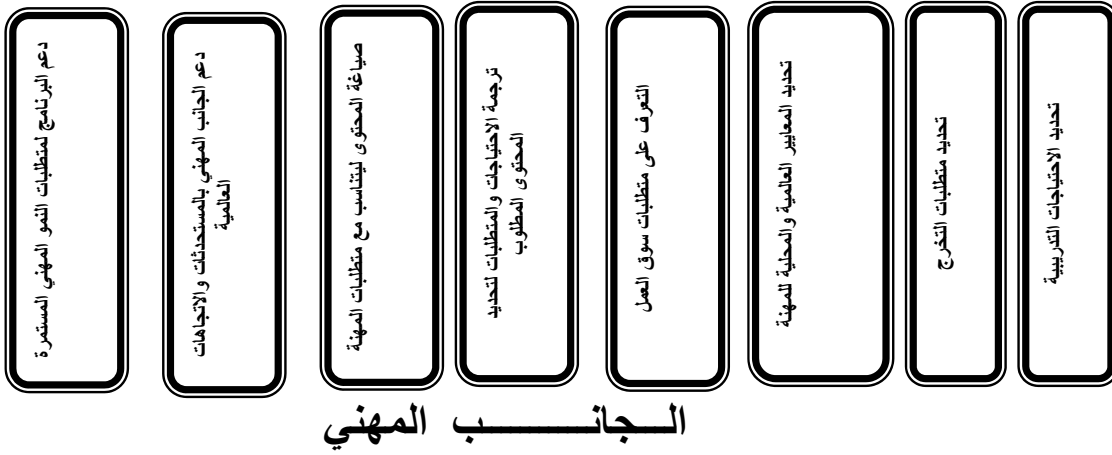 تحديد الاحتياجات التدريبية
تحديد متطلبات التخرج
تحديد المعايير العالمية والمحلية للمهنة
التعرف على متطلبات سوق العمل
ترجمة الاحتياجات والمتطلبات لتحديد
المحتوى المطلوب
صياغة المحتوى ليتناسب مع متطلبات المهنة
دعم الجانب المهني بالمستحدثات والاتجاهات
العالمية
دعم البرنامج لمتطلبات النمو المهني المستمرة
الـــجانـــــــــــب المهني